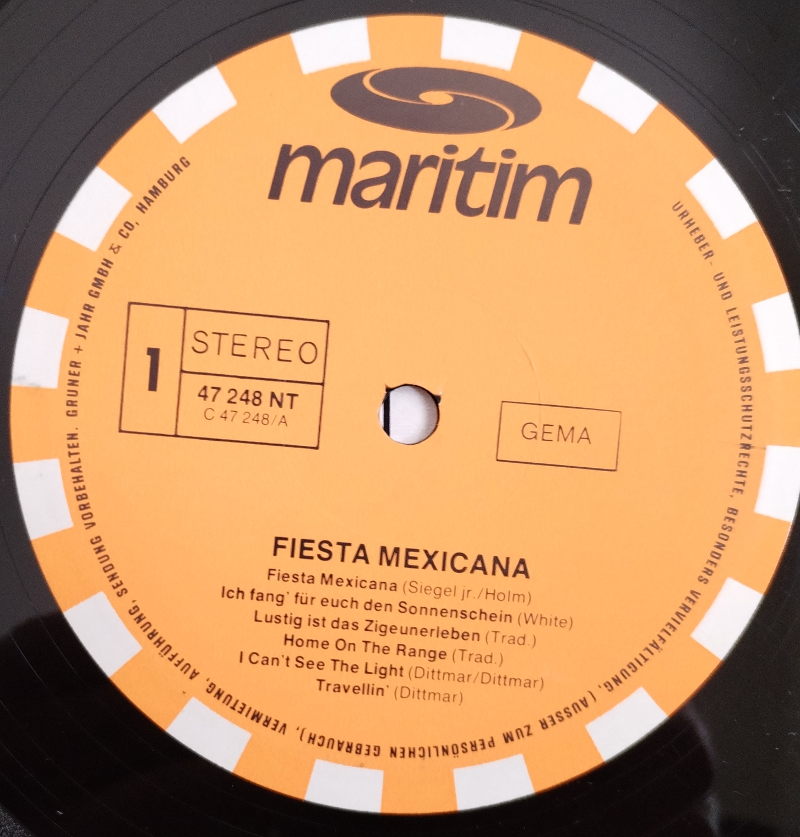 maritim
1
STEREO
47 248 NT
C 47 248/A
GEMA
FIESTA MEXICANA
Fiesta Mexicana (Siegel jr./Holm)
Ich fang' für euch den Sonnenschein (White)
Lustig ist das Zigeunerleben (Trad.)
Home On The Range (Trad.)
I Can't See The Light (Dittmar/Dittmar)
Travellin' (Dittmar)
URHEBER- UND LEISTUNGSSCHUTZRECHTE, BESONDERS VERVIELFÄLTIGUNG, (AUSSER ZUM PERSÖNLICHEN GEBRAUCH), VERMIETUNG, AUFFÜHRUNG, SENDUNG VORBEHALTEN. GRUNER + JAHR GMBH & CO, HAMBURG